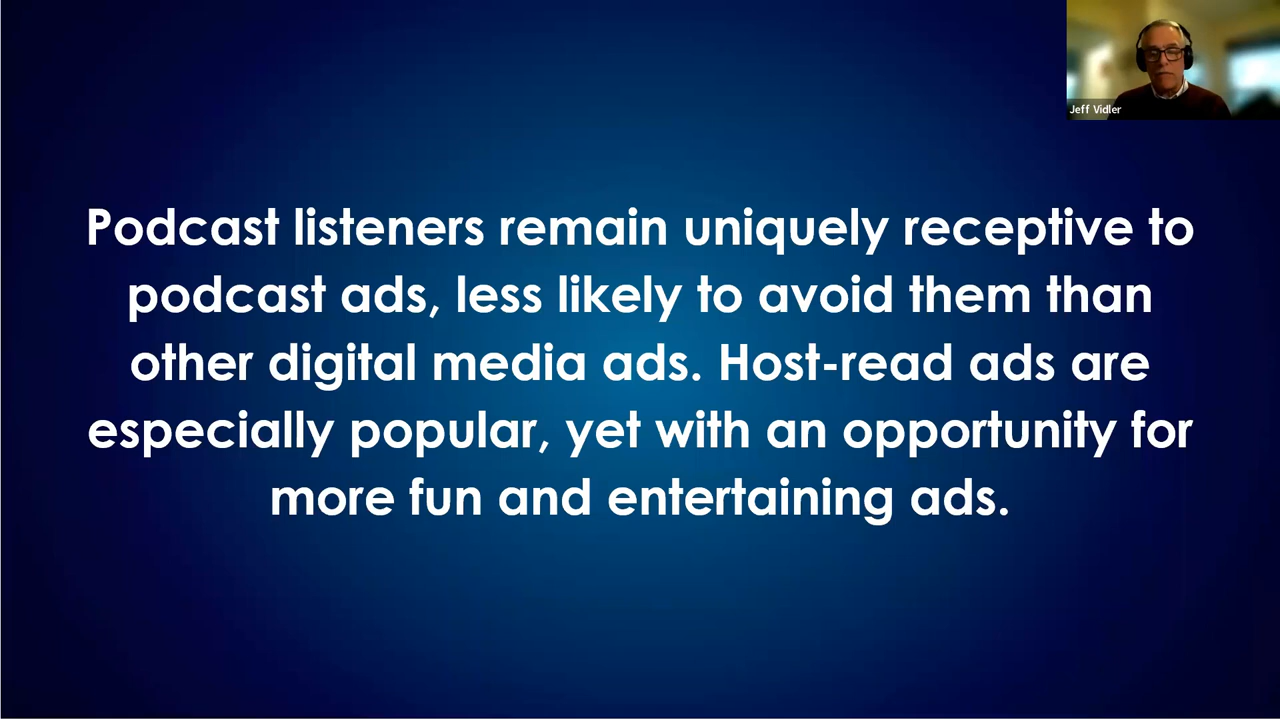 Jeff Vidler
Podcast listeners remain uniquely receptive to
podcast ads, less likely to avoid them than
other digital media ads. Host-read ads are
especially popular, yet with an opportunity for
more fun and entertaining ads.